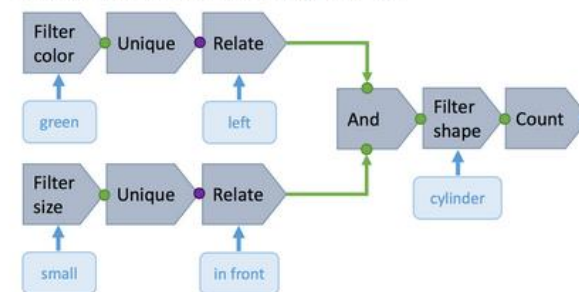 Filter
color
Unique
Relate
green
left
And
Filter
shape
Count
cylinder
Filter
size
Unique
Relate
small
in front